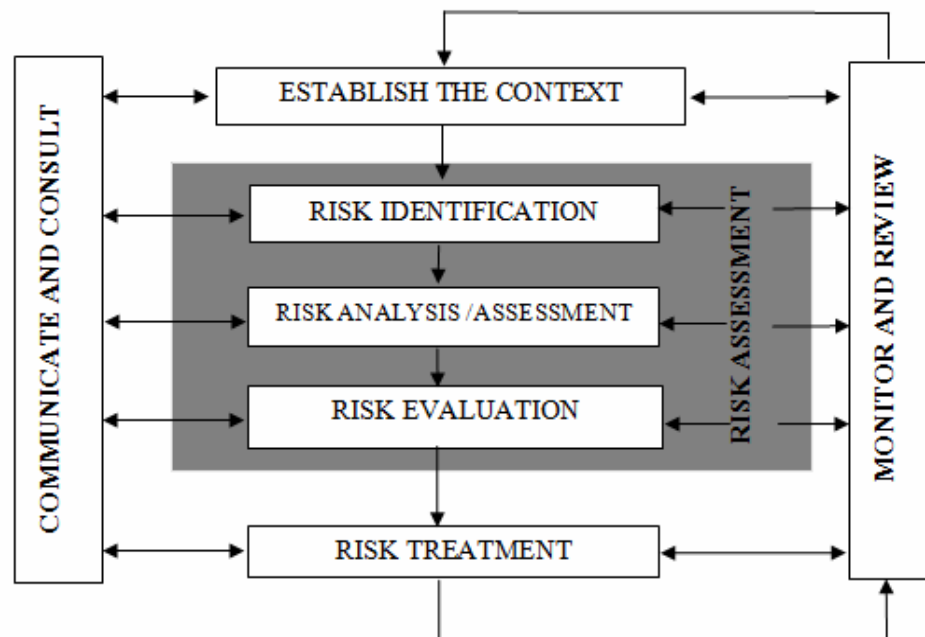 ESTABLISH THE CONTEXT
COMMUNICATE AND CONSULT
RISK IDENTIFICATION
RISK ANALYSIS /ASSESSMENT
RISK EVALUATION
RISK ASSESSMENT
MONITOR AND REVIEW
RISK TREATMENT